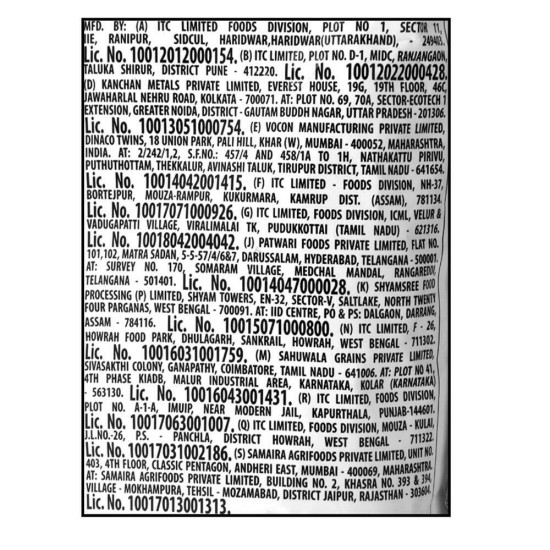 MFD. BY: (A) ITC LIMITED FOODS DIVISION, PLOT NO 1, SECTOR 11,
IIE, RANIPUR, SIDCUL, HARIDWAR,HARIDWAR(UTTARAKHAND), - 249403.
Lic. No. 10012012000154. (B) ITC LIMITED, PLOT NO. D-1, MIDC, RANJANGAON,
TALUKA SHIRUR, DISTRICT PUNE - 412220. Lic. No. 10012022000428.
(D) KANCHAN METALS PRIVATE LIMITED, EVEREST HOUSE, 19G, 19TH FLOOR, 46C,
JAWAHARLAL NEHRU ROAD, KOLKATA - 700071. AT: PLOT NO. 69, 70A, SECTOR-ECOTECH 1
EXTENSION, GREATER NOIDA, DISTRICT - GAUTAM BUDDH NAGAR, UTTAR PRADESH - 201306.
Lic. No. 10013051000754. (E) VOCON MANUFACTURING PRIVATE LIMITED,
DINACO TWINS, 18 UNION PARK, PALI HILL, KHAR (W), MUMBAI - 400052, MAHARASHTRA,
INDIA. AT: 2/242/1,2, S.F.NO.: 457/4 AND 458/1A TO 1H, NATHAKATTU PIRIVU,
PUTHUTHOTTAM, THEKKALUR, AVINASHI TALUK, TIRUPUR DISTRICT, TAMIL NADU - 641654.
Lic. No. 10014042001415. (F) ITC LIMITED - FOODS DIVISION, NH-37,
BORTEJPUR, MOUZA-RAMPUR, KUKURMARA, KAMRUP DIST. (ASSAM), 781134.
Lic. No. 10017071000926. (G) ITC LIMITED, FOODS DIVISION, ICML, VELUR &
VADUGAPATTI VILLAGE, VIRALIMALAI TK, PUDUKKOTTAI (TAMIL NADU) - 621316.
Lic. No. 10018042004042. (J) PATWARI FOODS PRIVATE LIMITED, FLAT NO.
101,102, MATRA SADAN, 5-5-57/4/6&7, DARUSSALAM, HYDERABAD, TELANGANA - 500001.
AT: SURVEY NO. 170, SOMARAM VILLAGE, MEDCHAL MANDAL, RANGAREDDI,
TELANGANA - 501401. Lic. No. 10014047000028. (K) SHYAMSREE FOOD
PROCESSING (P) LIMITED, SHYAM TOWERS, EN-32, SECTOR-V, SALTLAKE, NORTH TWENTY
FOUR PARGANAS, WEST BENGAL - 700091. AT: IID CENTRE, PO & PS: DALGAON, DARRANG,
ASSAM - 784116. Lic. No. 10015071000800. (N) ITC LIMITED, F - 26,
HOWRAH FOOD PARK, DHULAGARH, SANKRAIL, HOWRAH, WEST BENGAL - 711302.
Lic. No. 10016031001759. (M) SAHUWALA GRAINS PRIVATE LIMITED,
SIVASAKTHI COLONY, GANAPATHY, COIMBATORE, TAMIL NADU - 641006. AT: PLOT NO 41,
4TH PHASE KIADB, MALUR INDUSTRIAL AREA, KARNATAKA, KOLAR (KARNATAKA)
- 563130. Lic. No. 10016043001431. (R) ITC LIMITED, FOODS DIVISION,
PLOT NO. A-1-A, IMUIP, NEAR MODERN JAIL, KAPURTHALA, PUNJAB-144601.
Lic. No. 10017063001007. (Q) ITC LIMITED, FOODS DIVISION, MOUZA - KULAI,
J.L.NO.-26, P.S. - PANCHLA, DISTRICT HOWRAH, WEST BENGAL - 711322.
Lic. No. 10017031002186. (S) SAMAIRA AGRIFOODS PRIVATE LIMITED, UNIT NO.
403, 4TH FLOOR, CLASSIC PENTAGON, ANDHERI EAST, MUMBAI - 400069, MAHARASHTRA.
AT: SAMAIRA AGRIFOODS PRIVATE LIMITED, BUILDING NO. 2, KHASRA NO. 393 & 394,
VILLAGE - MOKHAMPURA, TEHSIL - MOZAMABAD, DISTRICT JAIPUR, RAJASTHAN - 303604.
Lic. No. 10017013001313.